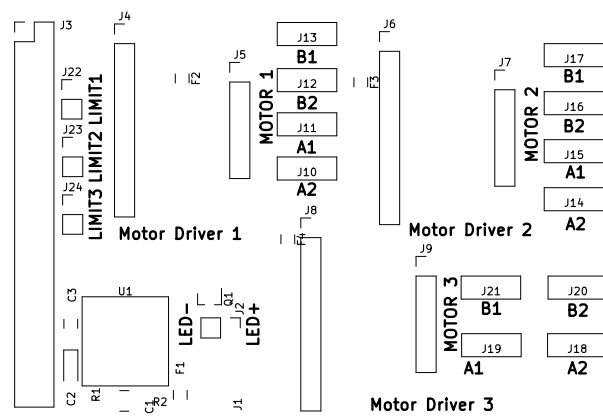 J3
J4
J13
B1
J6
J17
B1
J22
LIMIT1
F2
J5
MOTOR 1
J12
B2
F3
J7
MOTOR 2
J16
B2
J23
LIMIT2
J11
A1
J15
A1
J24
LIMIT3
J10
A2
J14
A2
Motor Driver 1
J8
Motor Driver 2
F4
J9
MOTOR 3
J21
B1
J20
B2
C3
U1
LED-
Q1
J2
LED+
J19
A1
J18
A2
C2
R1
C1
R2
F1
J1
Motor Driver 3